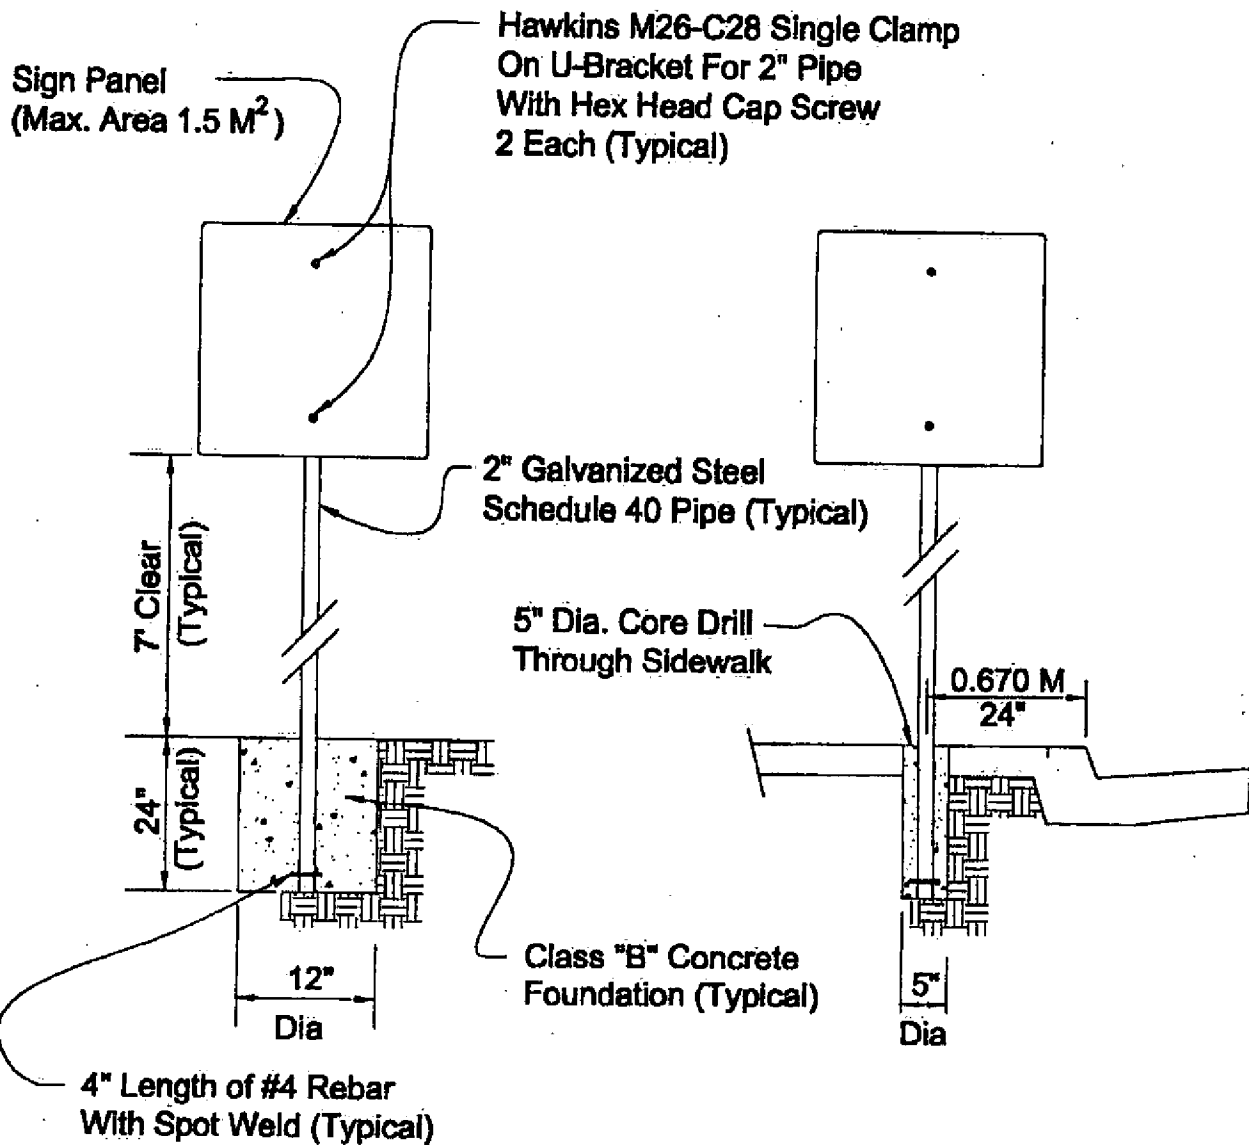 Hawkins M26-C28 Single Clamp
On U-Bracket For 2" Pipe
With Hex Head Cap Screw
2 Each (Typical)
Sign Panel
(Max. Area 1.5 M²)
2" Galvanized Steel
Schedule 40 Pipe (Typical)
7' Clear
(Typical)
5" Dia. Core Drill
Through Sidewalk
0.670 M
24"
24"
(Typical)
Class "B" Concrete
Foundation (Typical)
12"
Dia
5"
Dia
4" Length of #4 Rebar
With Spot Weld (Typical)